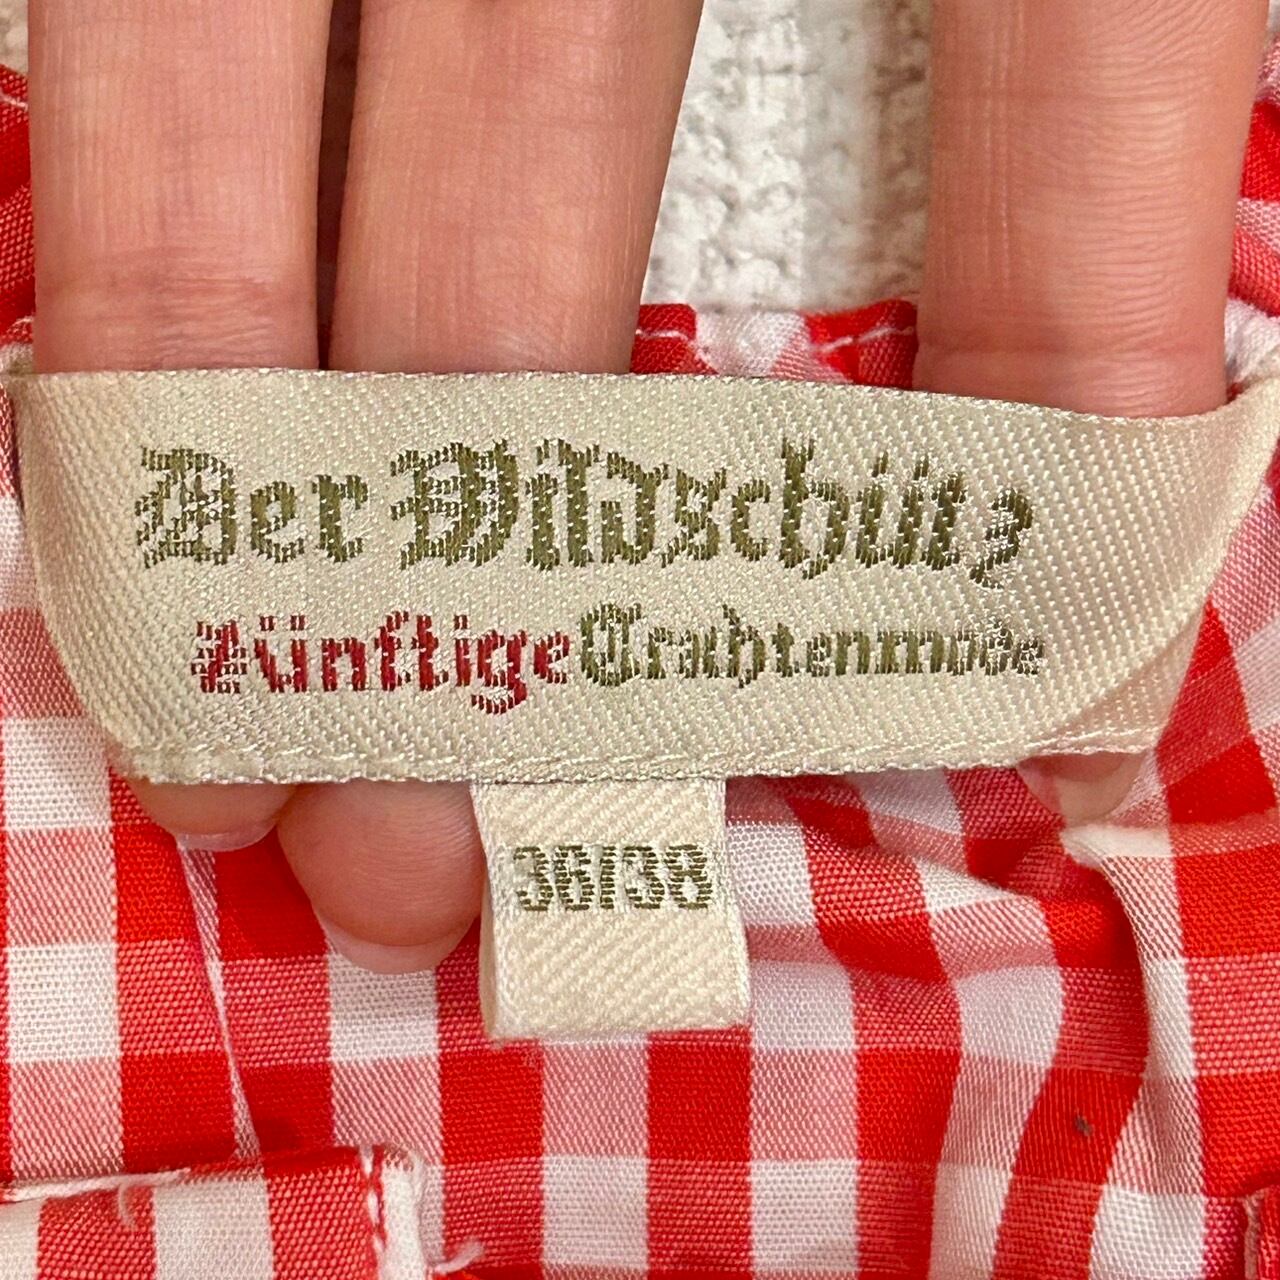 Der Wildschütz
Zünftige Trachtenmode
36/38